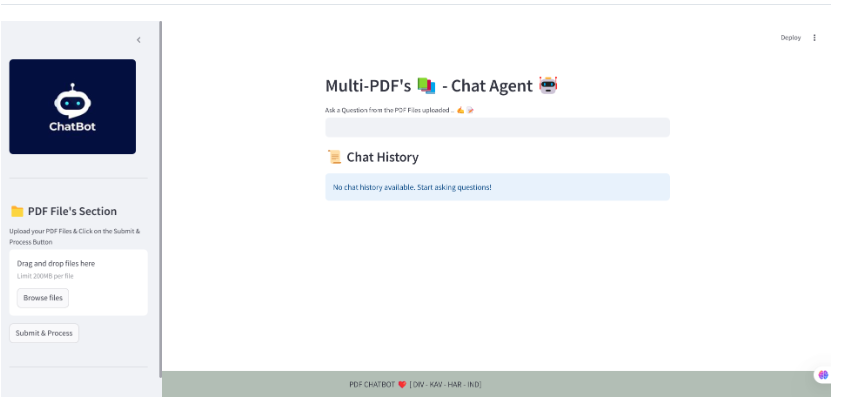 Deploy
ChatBot
PDF File's Section
Upload your PDF Files & Click on the Submit &
Process Button
Drag and drop files here
Limit 200MB per file
Browse files
Submit & Process
Multi-PDF's 📚 - Chat Agent 🤖
Ask a Question from the PDF Files uploaded .. ✍️ 📝
📜 Chat History
No chat history available. Start asking questions!
PDF CHATBOT ❤️ [ DIV - KAV - HAR - IND]